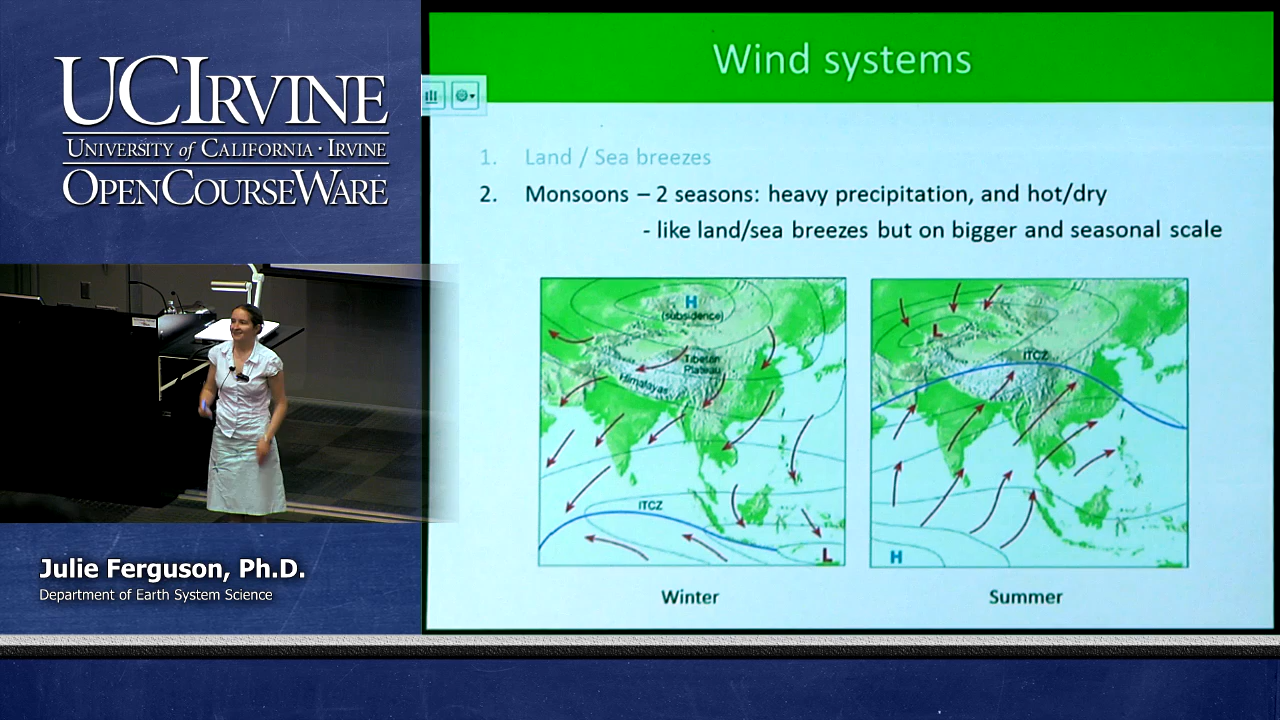 UCIRVINE
UNIVERSITY of CALIFORNIA · IRVINE
OPENCOURSEWARE
Julie Ferguson, Ph.D.
Department of Earth System Science
Wind systems
1. Land / Sea breezes
2. Monsoons – 2 seasons: heavy precipitation, and hot/dry
- like land/sea breezes but on bigger and seasonal scale
H
(subsidence)
Tibetan
Plateau
Himalayas
ITCZ
L
Winter
L
ITCZ
H
Summer